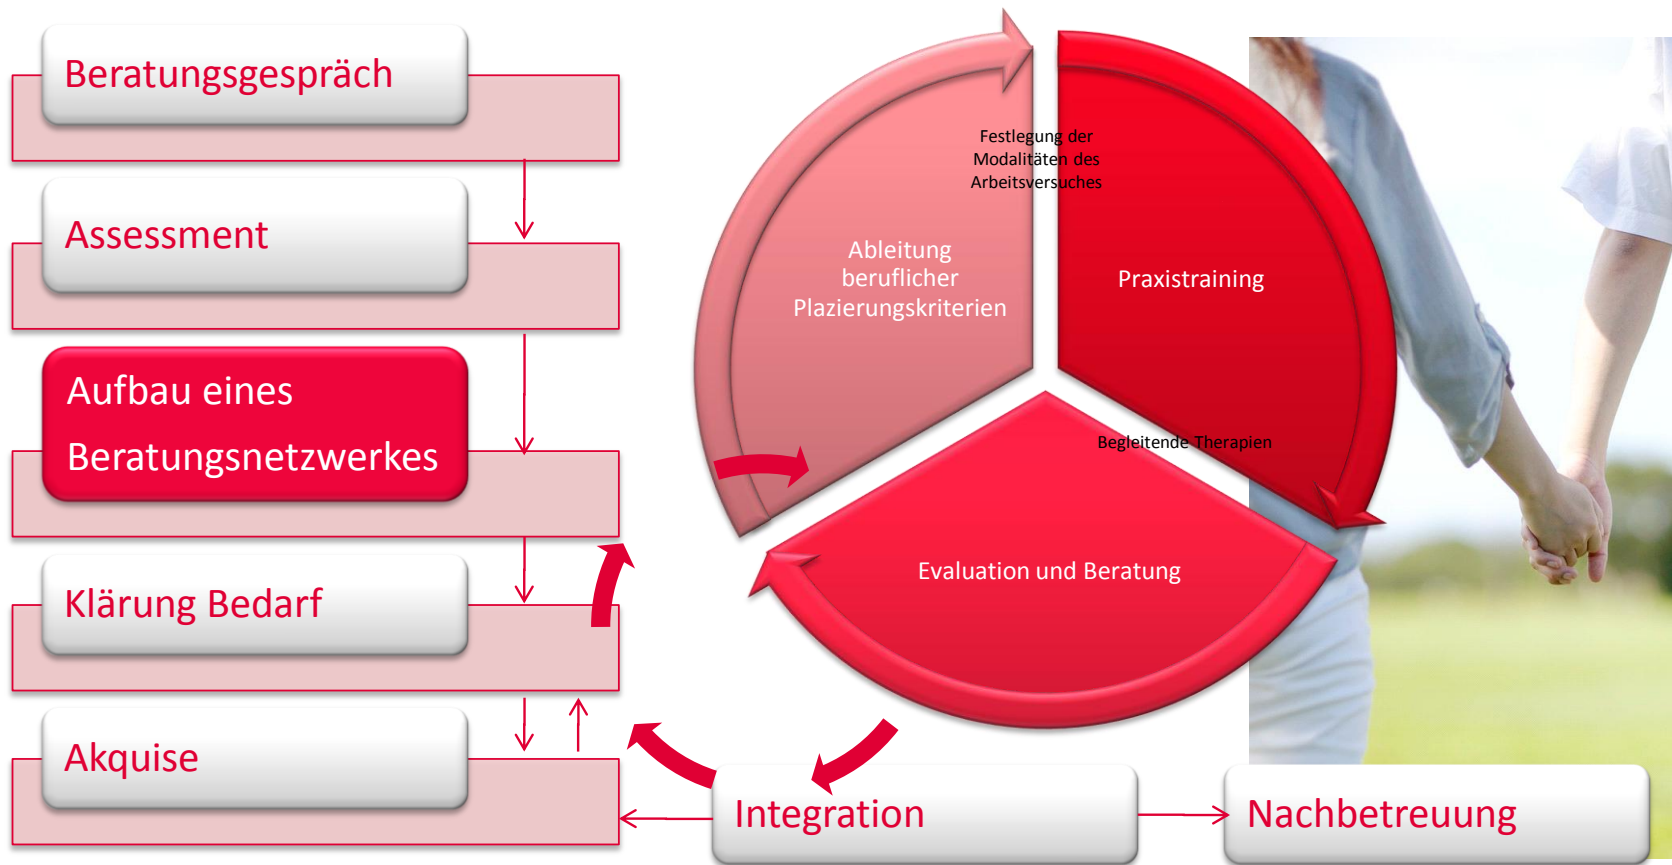 Beratungsgespräch
Assessment
Aufbau eines
Beratungsnetzwerkes
Klärung Bedarf
Akquise
Festlegung der
Modalitäten des
Arbeitsversuches
Ableitung
beruflicher
Plazierungskriterien
Praxistraining
Begleitende Therapien
Evaluation und Beratung
Integration
Nachbetreuung